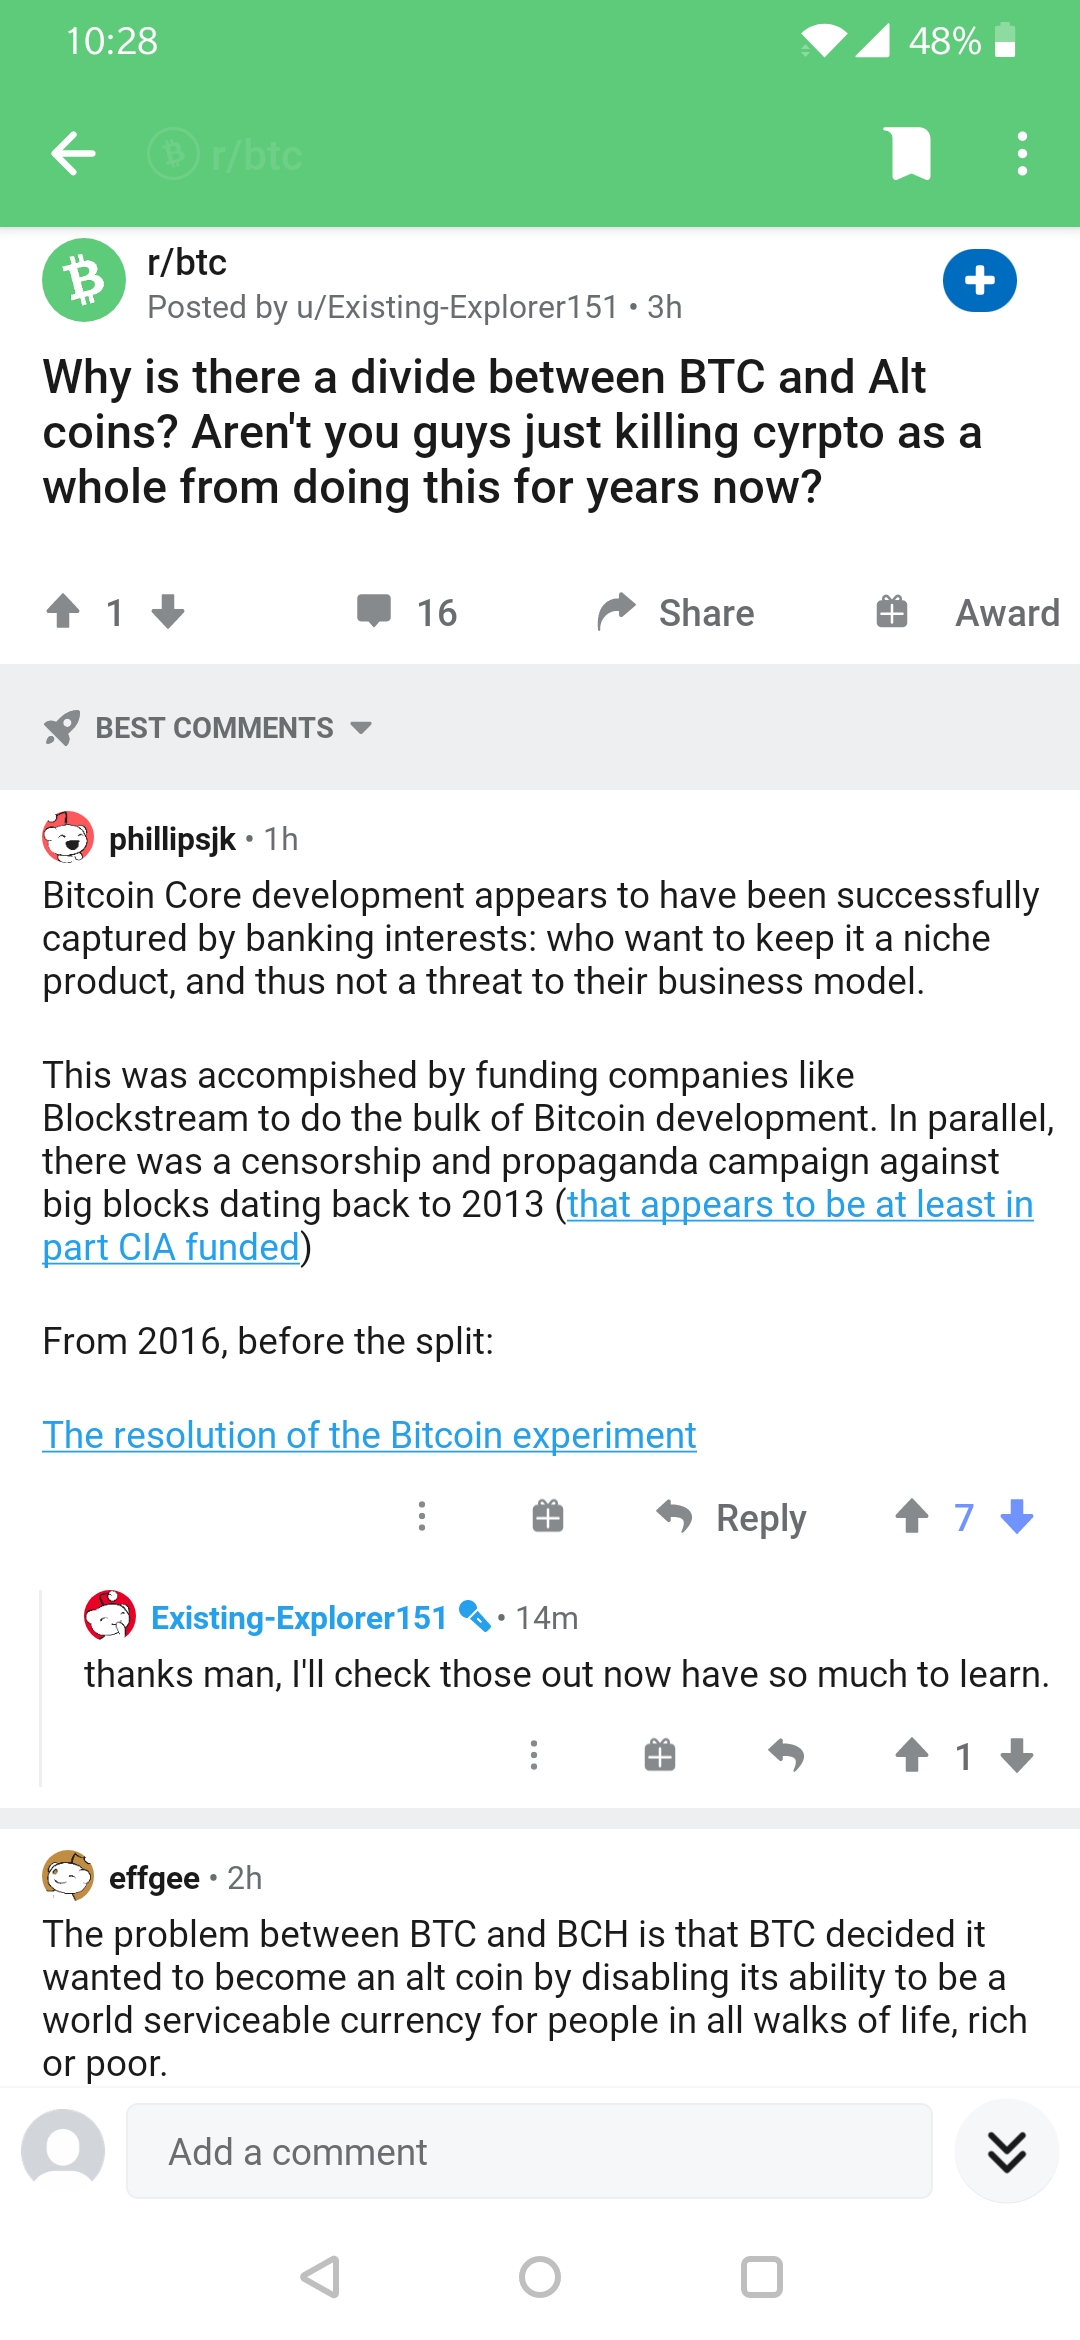 10:28
48%
r/btc
r/btc
Posted by u/Existing-Explorer151 • 3h
Why is there a divide between BTC and Alt
coins? Aren't you guys just killing cyrpto as a
whole from doing this for years now?
1
16
Share
Award
BEST COMMENTS
phillipsjk • 1h
Bitcoin Core development appears to have been successfully
captured by banking interests: who want to keep it a niche
product, and thus not a threat to their business model.
This was accompished by funding companies like
Blockstream to do the bulk of Bitcoin development. In parallel,
there was a censorship and propaganda campaign against
big blocks dating back to 2013 (that appears to be at least in
part CIA funded)
From 2016, before the split:
The resolution of the Bitcoin experiment
Reply
7
Existing-Explorer151 • 14m
thanks man, I'll check those out now have so much to learn.
1
effgee • 2h
The problem between BTC and BCH is that BTC decided it
wanted to become an alt coin by disabling its ability to be a
world serviceable currency for people in all walks of life, rich
or poor.
Add a comment